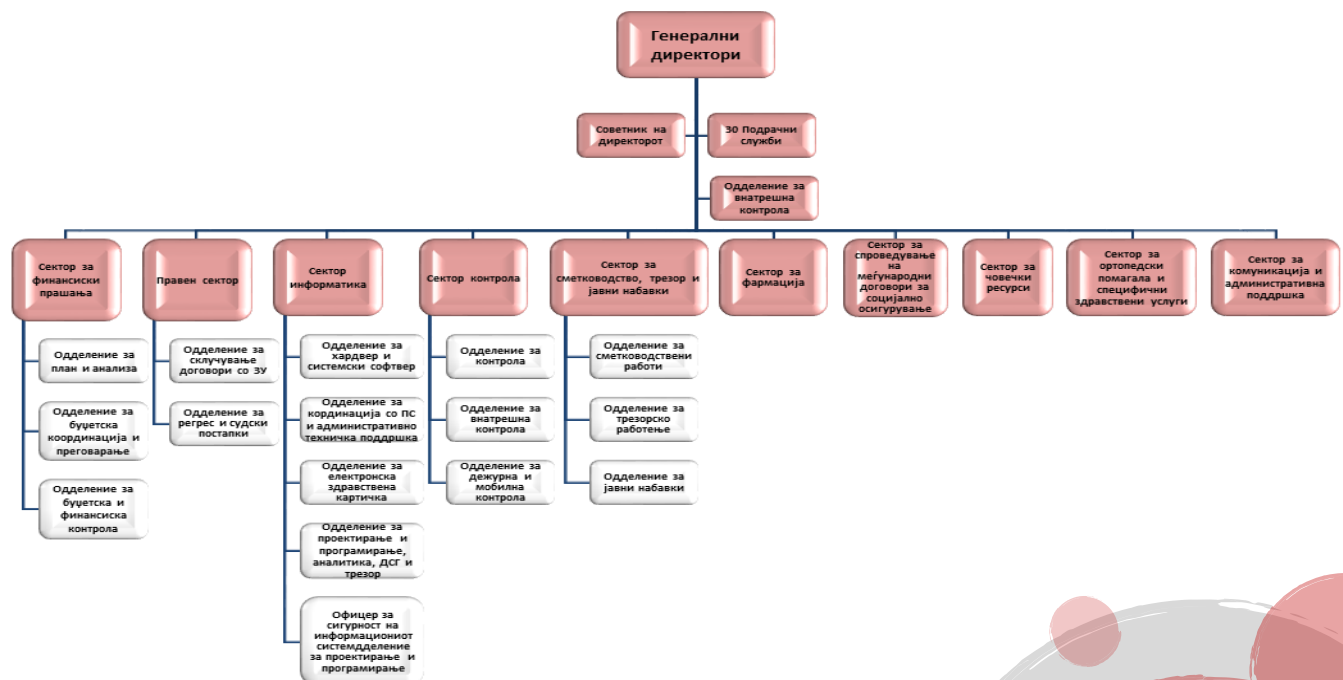 Генерални
директори
Советник на
директорот
30 Подрачни
служби
Одделение за
внатрешна
контрола
Сектор за
финансиски
прашања
Правен сектор
Сектор
информатика
Сектор контрола
Сектор за
сметководство, трезор и
јавни набавки
Сектор за
фармација
Сектор за
спроведување
на
меѓународни
договори за
социјално
осигурување
Сектор за
човечки
ресурси
Сектор за
ортопедски
помагала и
специфични
здравствени услуги
Сектор за
комуникација и
административна
поддршка
Одделение за
план и анализа
Одделение за
буџетска
координација и
преговарање
Одделение за
буџетска и
финансиска
контрола
Одделение за
склучување
договори со ЗУ
Одделение за
регрес и судски
постапки
Одделение за
хардвер и
системски софтвер
Одделение за
кординација со ПС
и административно
техничка поддршка
Одделение за
електронска
здравствена
картичка
Одделение за
проектирање и
програмирање,
аналитика, ДСГ и
трезор
Офицер за
сигурност на
информациониот
системдделение
за проектирање и
програмирање
Одделение за
контрола
Одделение за
внатрешна
контрола
Одделение за
дежурна и
мобилна контрола
Одделение за
сметководствени
работи
Одделение за
трезорско
работење
Одделение за
јавни набавки